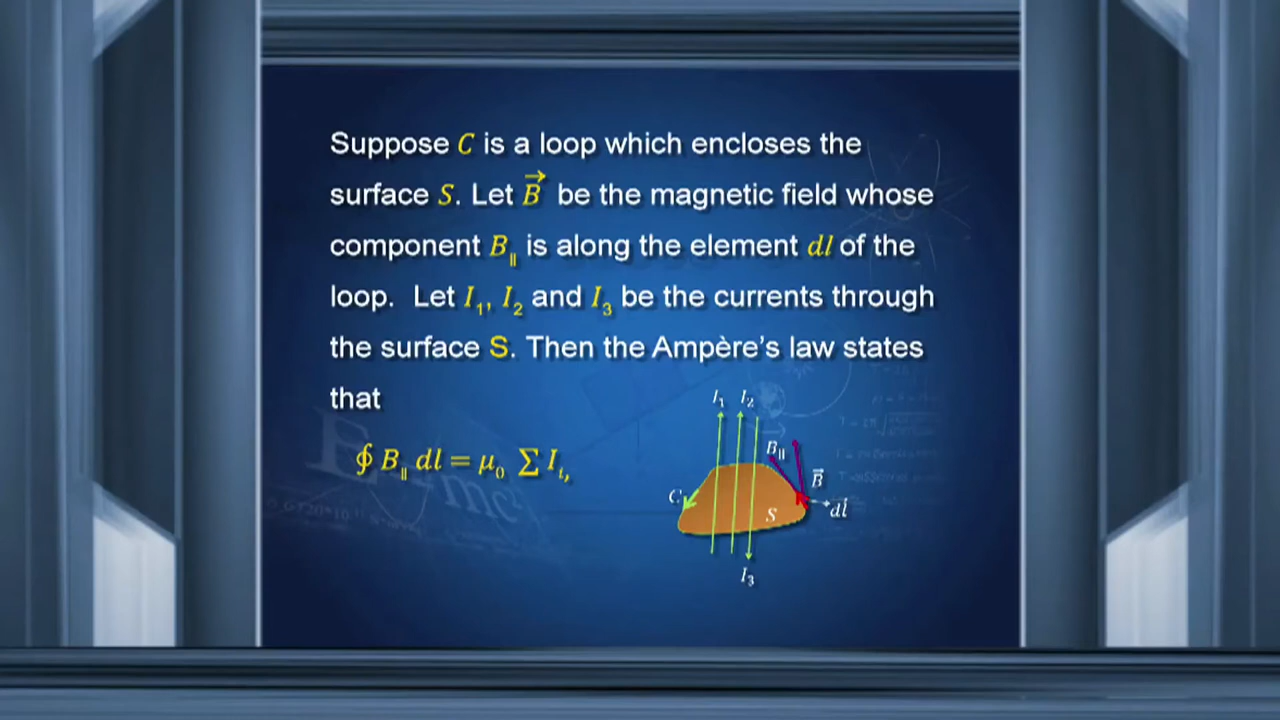 Suppose C is a loop which encloses the
surface S. Let B⃗ be the magnetic field whose
component B∥ is along the element dl of the
loop. Let I₁, I₂ and I₃ be the currents through
the surface S. Then the Ampère's law states
that
∮ B∥ dl = μ₀ ∑ Iᵢ,
I₁ I₂
B∥
B⃗
C
S
dl⃗
I₃